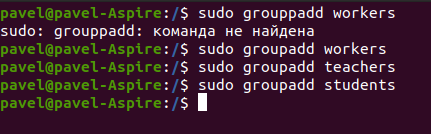 pavel@pavel-Aspire:/$ sudo grouppadd workers
sudo: grouppadd: команда не найдена
pavel@pavel-Aspire:/$ sudo groupadd workers
pavel@pavel-Aspire:/$ sudo groupadd teachers
pavel@pavel-Aspire:/$ sudo groupadd students
pavel@pavel-Aspire:/$